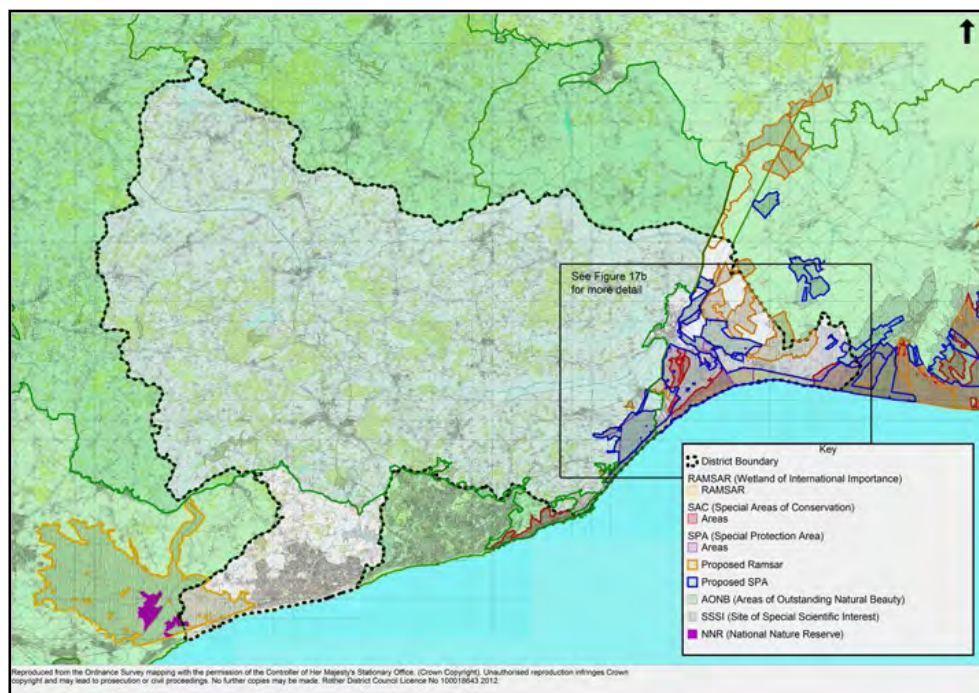 See Figure 17b
for more detail
Key
District Boundary
RAMSAR (Wetland of International Importance)
RAMSAR
SAC (Special Areas of Conservation)
Areas
SPA (Special Protection Area)
Areas
Proposed Ramsar
Proposed SPA
AONB (Areas of Outstanding Natural Beauty)
SSSI (Site of Special Scientific Interest)
NNR (National Nature Reserve)
Reproduced from the Ordnance Survey mapping with the permission of the Controller of Her Majesty's Stationary Office. (Crown Copyright). Unauthorised reproduction infringes Crown
copyright and may lead to prosecution or civil proceedings. No further copies may be made. Rother District Council Licence No 100018643 2012.